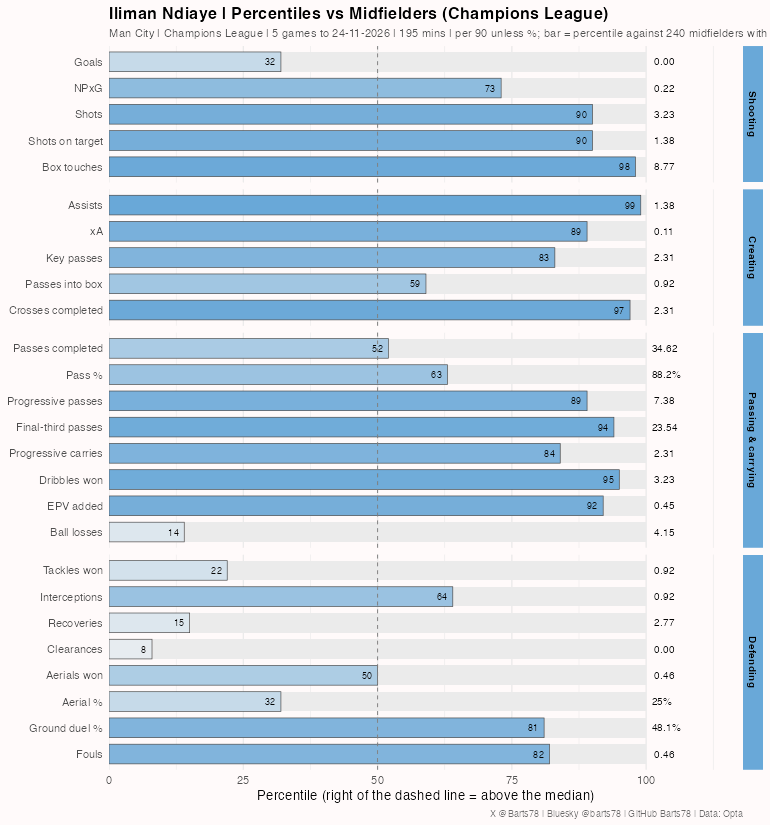 Iliman Ndiaye | Percentiles vs Midfielders (Champions League)
Man City | Champions League | 5 games to 24-11-2026 | 195 mins | per 90 unless %; bar = percentile against 240 midfielders with
Goals 32 0.00
NPxG 73 0.22
Shots 90 3.23
Shots on target 90 1.38
Box touches 98 8.77
Shooting
Assists 99 1.38
xA 89 0.11
Key passes 83 2.31
Passes into box 59 0.92
Crosses completed 97 2.31
Creating
Passes completed 52 34.62
Pass % 63 88.2%
Progressive passes 89 7.38
Final-third passes 94 23.54
Progressive carries 84 2.31
Dribbles won 95 3.23
EPV added 92 0.45
Ball losses 14 4.15
Passing & carrying
Tackles won 22 0.92
Interceptions 64 0.92
Recoveries 15 2.77
Clearances 8 0.00
Aerials won 50 0.46
Aerial % 32 25%
Ground duel % 81 48.1%
Fouls 82 0.46
Defending
0 25 50 75 100
Percentile (right of the dashed line = above the median)
X @Barts78 | Bluesky @barts78 | GitHub Barts78 | Data: Opta